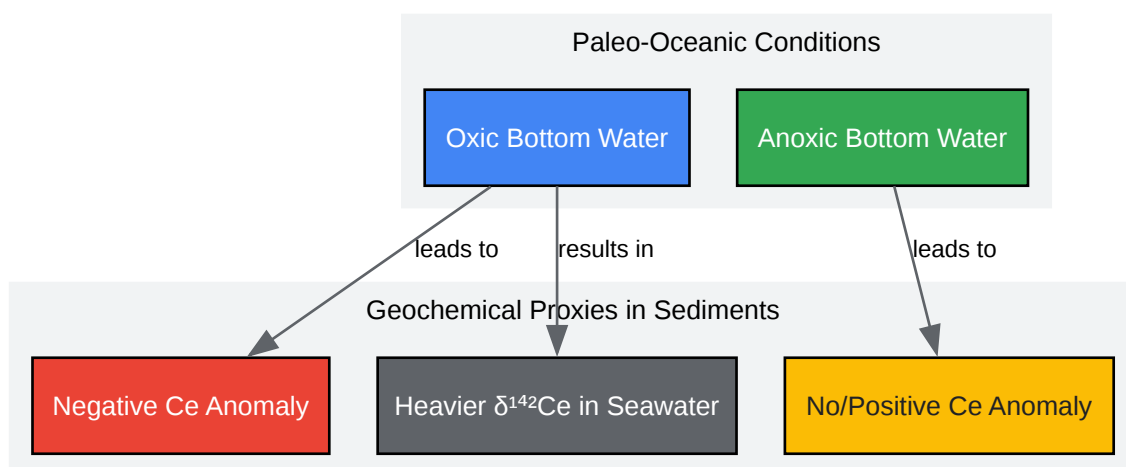 Paleo-Oceanic Conditions
Oxic Bottom Water
Anoxic Bottom Water
leads to
results in
leads to
Geochemical Proxies in Sediments
Negative Ce Anomaly
Heavier δ¹⁴²Ce in Seawater
No/Positive Ce Anomaly